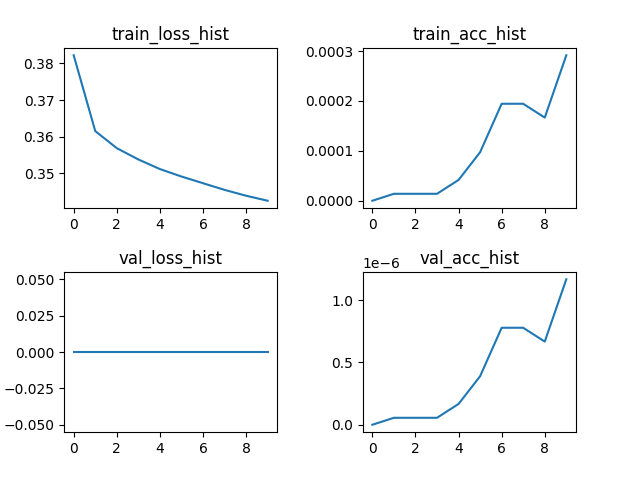 train_loss_hist
0.38
0.37
0.36
0.35
0 2 4 6 8
train_acc_hist
0.0003
0.0002
0.0001
0.0000
0 2 4 6 8
val_loss_hist
0.050
0.025
0.000
−0.025
−0.050
0 2 4 6 8
1e−6 val_acc_hist
1.0
0.5
0.0
0 2 4 6 8